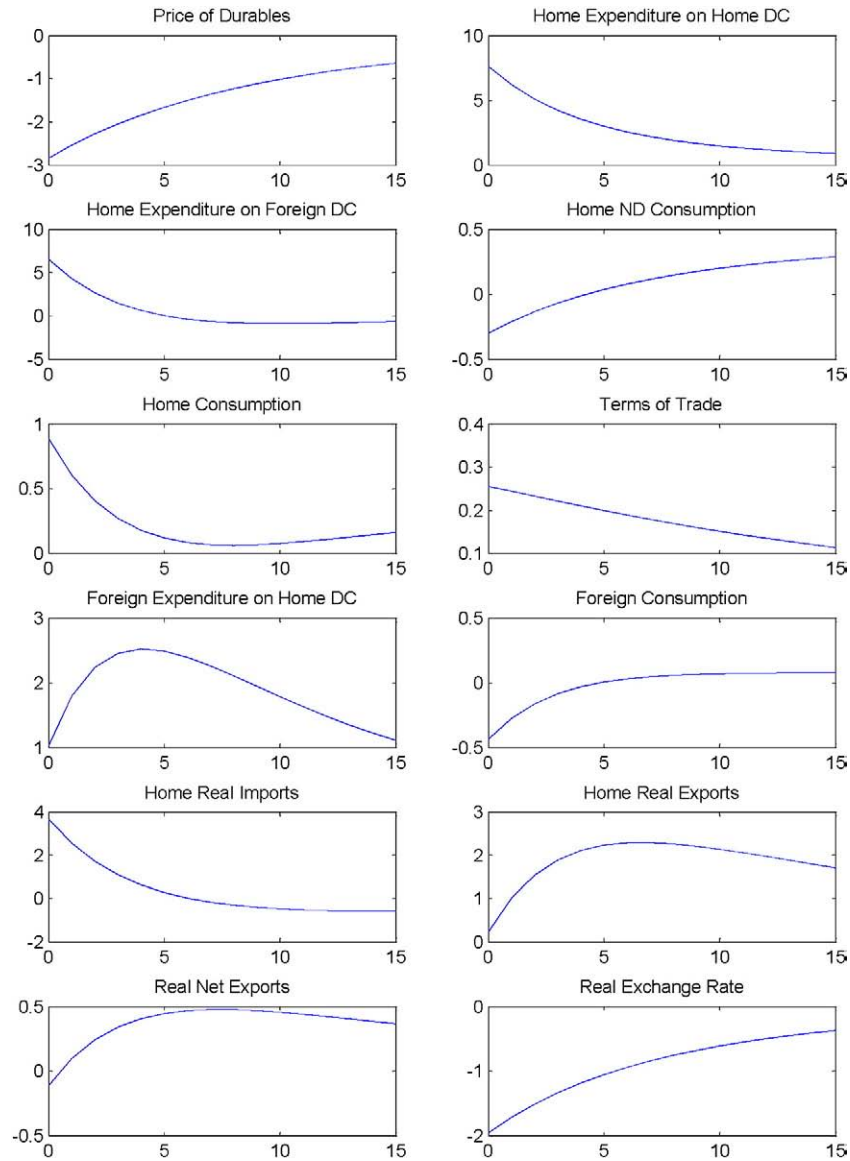 Price of Durables
0
-1
-2
-3
0 5 10 15
Home Expenditure on Home DC
10
5
0
0 5 10 15
Home Expenditure on Foreign DC
10
5
0
-5
0 5 10 15
Home ND Consumption
0.5
0
-0.5
0 5 10 15
Home Consumption
1
0.5
0
0 5 10 15
Terms of Trade
0.4
0.3
0.2
0.1
0 5 10 15
Foreign Expenditure on Home DC
3
2
1
0 5 10 15
Foreign Consumption
0.5
0
-0.5
0 5 10 15
Home Real Imports
4
2
0
-2
0 5 10 15
Home Real Exports
3
2
1
0
0 5 10 15
Real Net Exports
0.5
0
-0.5
0 5 10 15
Real Exchange Rate
0
-1
-2
0 5 10 15